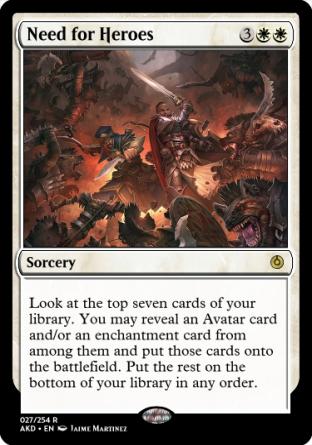 Need for Heroes 3
Sorcery
Look at the top seven cards of your
library. You may reveal an Avatar card
and/or an enchantment card from
among them and put those cards onto
the battlefield. Put the rest on the
bottom of your library in any order.
027/254 R
AKD • EN Jaime Martinez